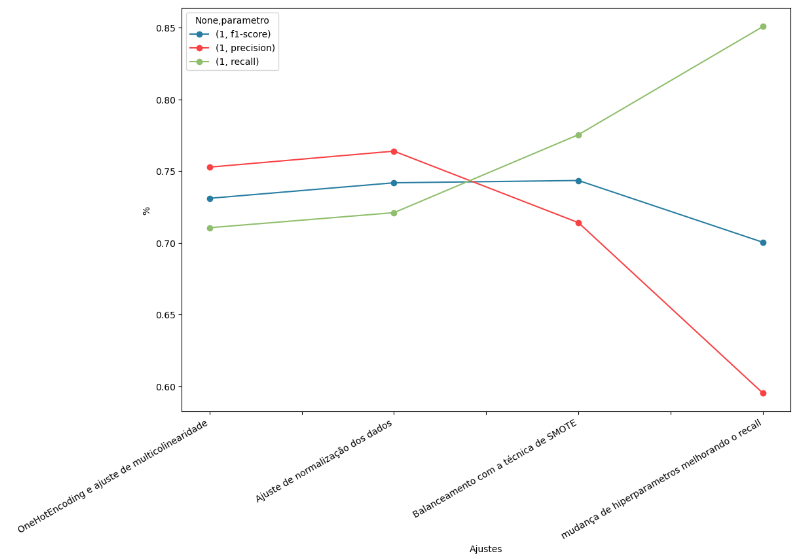 None,parametro
(1, f1-score)
(1, precision)
(1, recall)
0.85
0.80
0.75
0.70
0.65
0.60
%
OneHotEncoding e ajuste de multicolinearidade
Ajuste de normalização dos dados
Balanceamento com a técnica de SMOTE
mudança de hiperparametros melhorando o recall
Ajustes